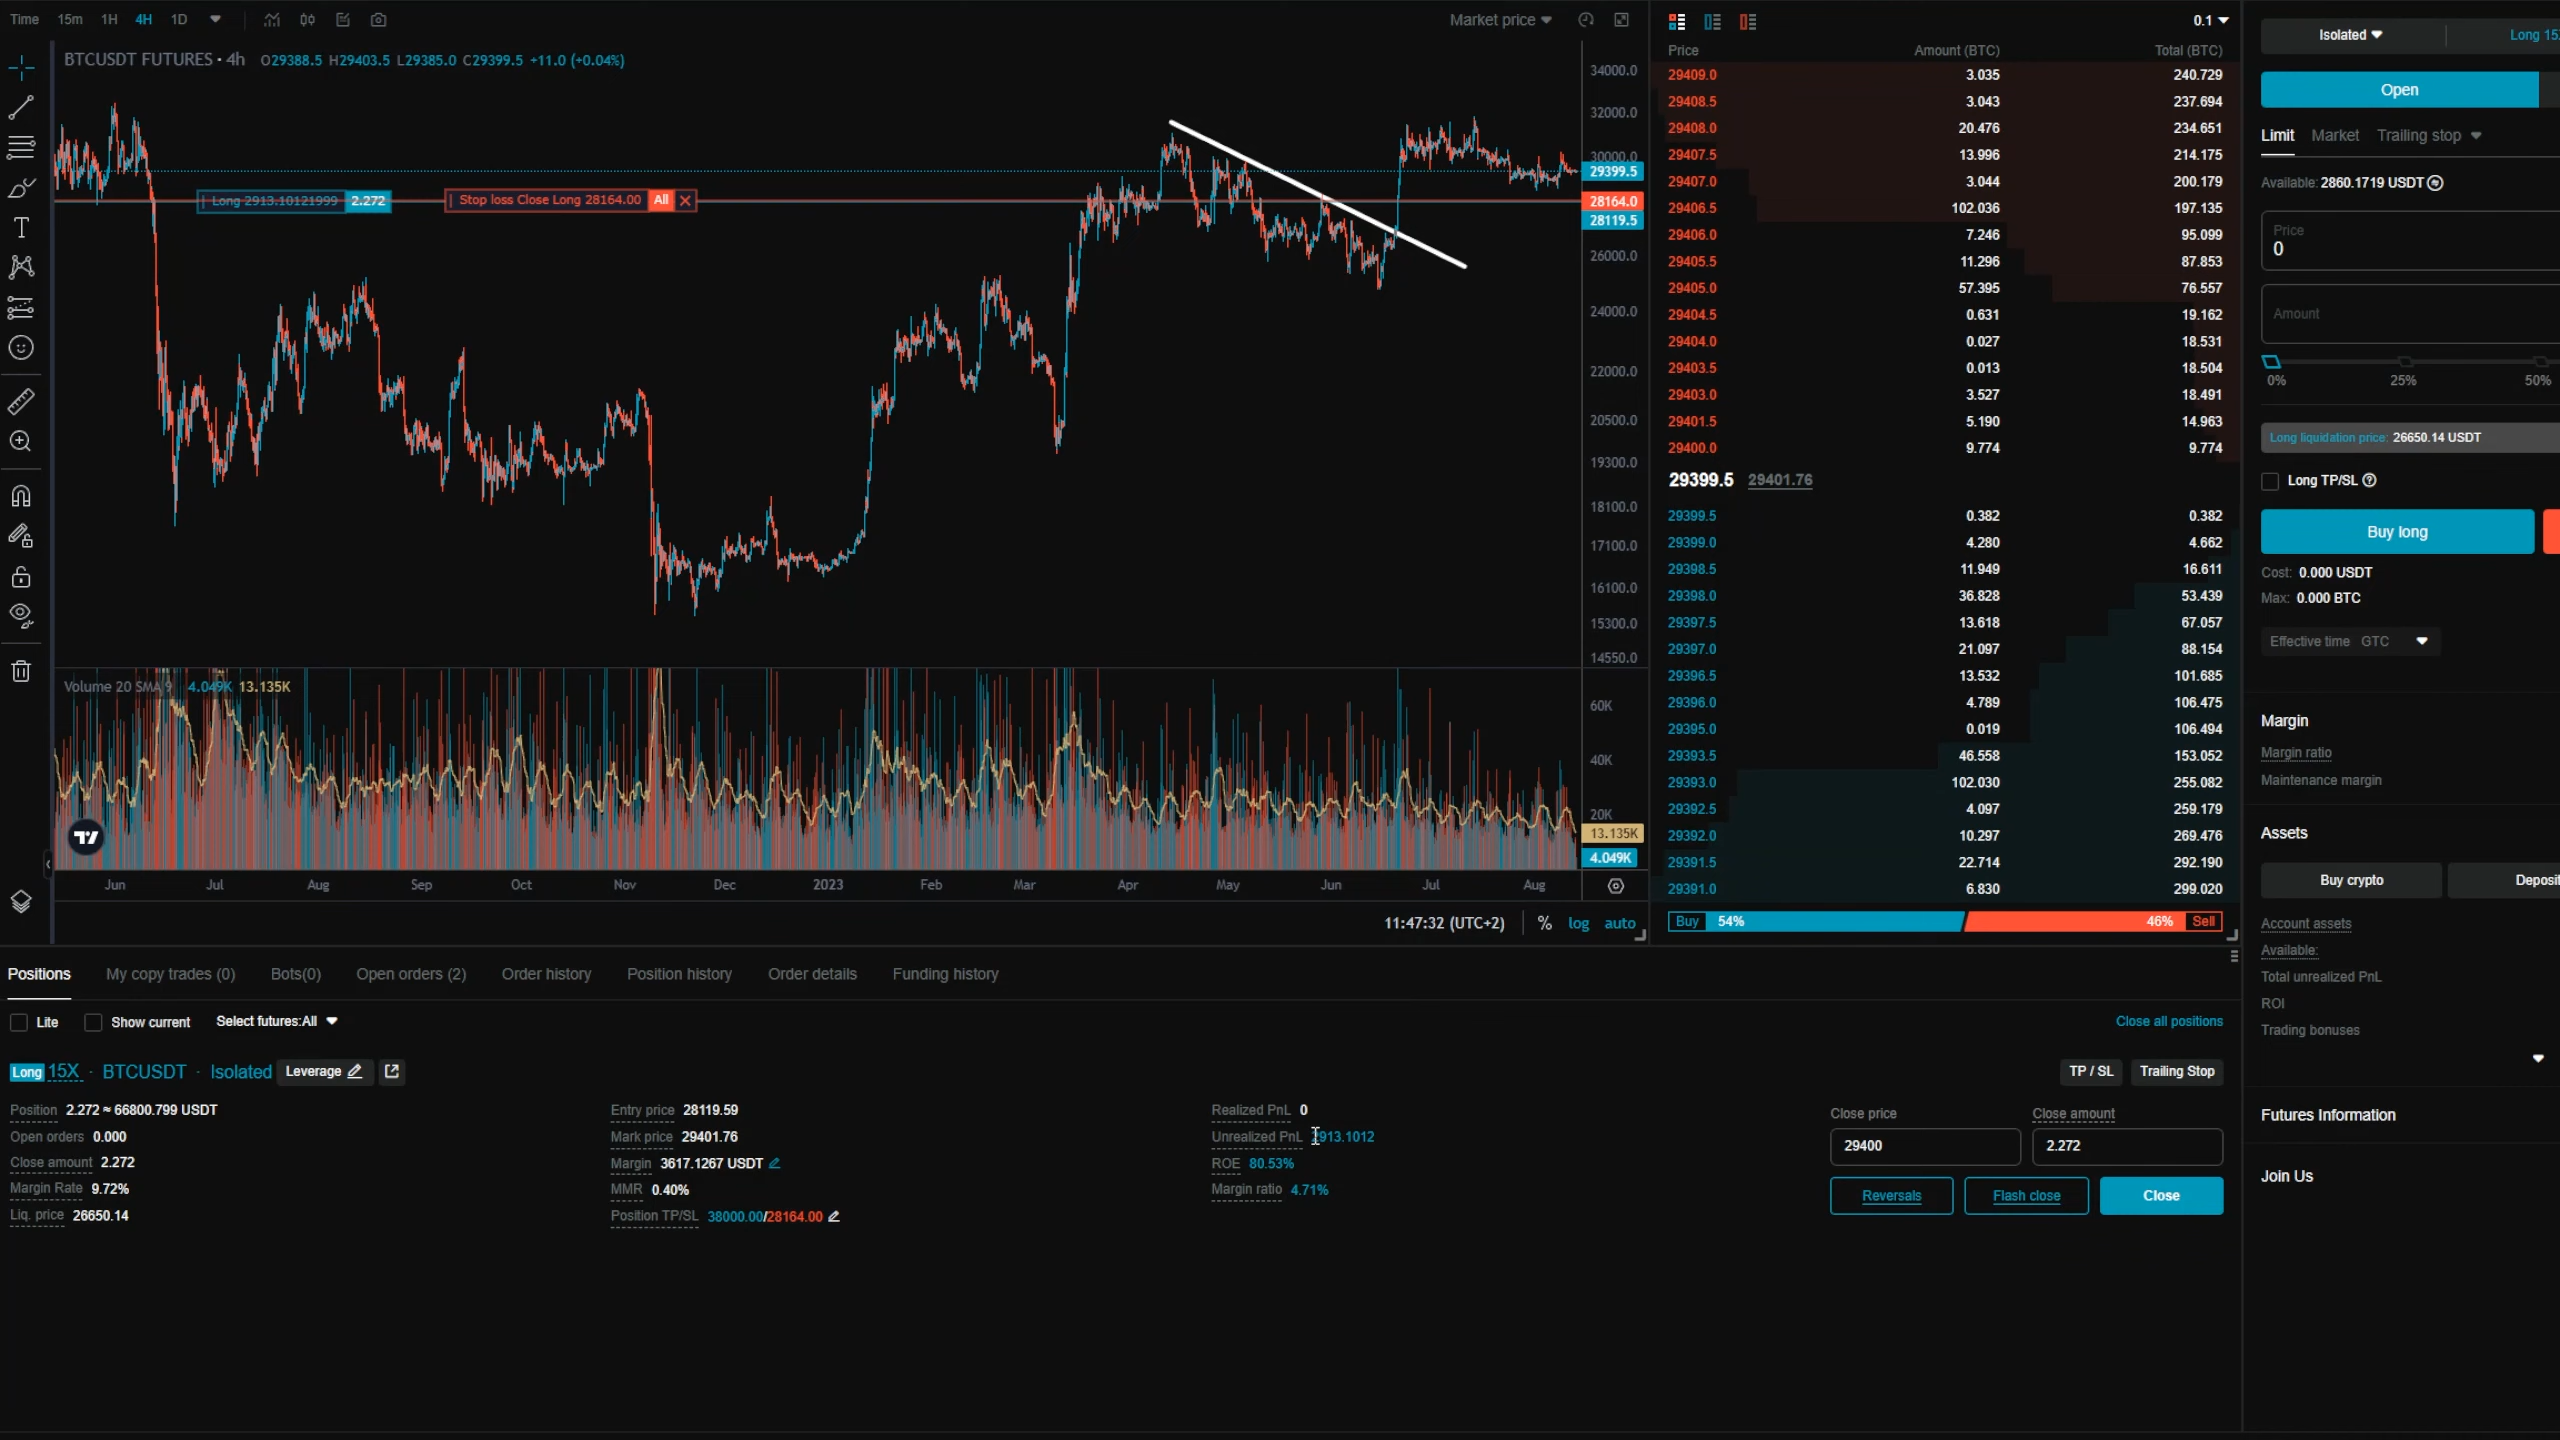 Time 15m 1H 4H 1D
Market price
BTCUSDT FUTURES · 4h O29388.5 H29403.5 L29385.0 C29399.5 +11.0 (+0.04%)
34000.0
32000.0
30000.0
29399.5
Long 2913.10121999 2.272
Stop loss Close Long 28164.00 All
28164.0
28119.5
26000.0
24000.0
22000.0
20500.0
19300.0
18100.0
17100.0
16100.0
15300.0
14550.0
Volume 20 SMA 9 4.049K 13.135K
60K
40K
20K
13.135K
4.049K
Jun Jul Aug Sep Oct Nov Dec 2023 Feb Mar Apr May Jun Jul Aug
11:47:32 (UTC+2) % log auto
0.1
Price Amount (BTC) Total (BTC)
29409.0 3.035 240.729
29408.5 3.043 237.694
29408.0 20.476 234.651
29407.5 13.996 214.175
29407.0 3.044 200.179
29406.5 102.036 197.135
29406.0 7.246 95.099
29405.5 11.296 87.853
29405.0 57.395 76.557
29404.5 0.631 19.162
29404.0 0.027 18.531
29403.5 0.013 18.504
29403.0 3.527 18.491
29401.5 5.190 14.963
29400.0 9.774 9.774
29399.5 29401.76
29399.5 0.382 0.382
29399.0 4.280 4.662
29398.5 11.949 16.611
29398.0 36.828 53.439
29397.5 13.618 67.057
29397.0 21.097 88.154
29396.5 13.532 101.685
29396.0 4.789 106.475
29395.0 0.019 106.494
29393.5 46.558 153.052
29393.0 102.030 255.082
29392.5 4.097 259.179
29392.0 10.297 269.476
29391.5 22.714 292.190
29391.0 6.830 299.020
Buy 54% 46% Sell
Isolated Long 15
Open
Limit Market Trailing stop
Available: 2860.1719 USDT
Price
0
Amount
0% 25% 50%
Long liquidation price: 26650.14 USDT
Long TP/SL
Buy long
Cost: 0.000 USDT
Max: 0.000 BTC
Effective time GTC
Margin
Margin ratio
Maintenance margin
Assets
Buy crypto Deposit
Account assets
Available:
Total unrealized PnL
ROI
Trading bonuses
Futures Information
Join Us
Positions My copy trades (0) Bots(0) Open orders (2) Order history Position history Order details Funding history
Lite Show current Select futures:All Close all positions
Long 15X · BTCUSDT · Isolated Leverage TP / SL Trailing Stop
Position 2.272 ≈ 66800.799 USDT
Open orders 0.000
Close amount 2.272
Margin Rate 9.72%
Liq. price 26650.14
Entry price 28119.59
Mark price 29401.76
Margin 3617.1267 USDT
MMR 0.40%
Position TP/SL 38000.00/28164.00
Realized PnL 0
Unrealized PnL 2913.1012
ROE 80.53%
Margin ratio 4.71%
Close price Close amount
29400 2.272
Reversals Flash close Close